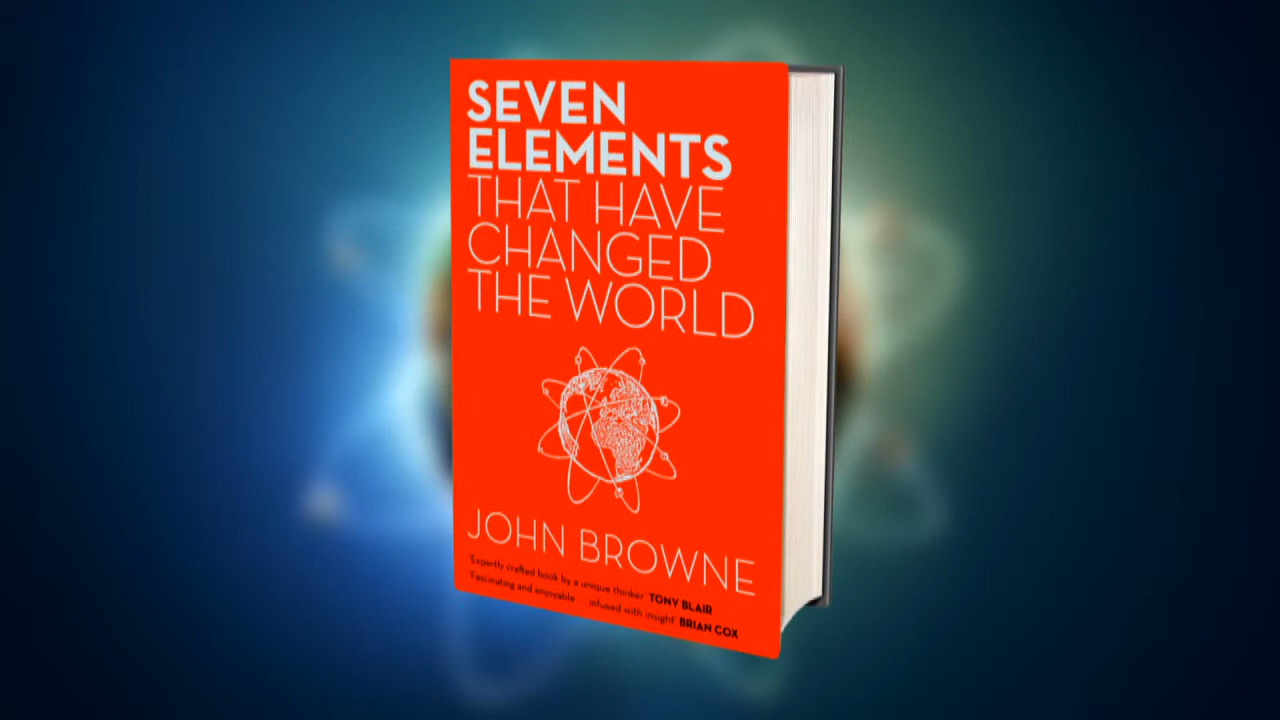 SEVEN
ELEMENTS
THAT HAVE
CHANGED
THE WORLD
JOHN BROWNE
'Expertly crafted book by a unique thinker' TONY BLAIR
'Fascinating and enjoyable ... infused with insight' BRIAN COX